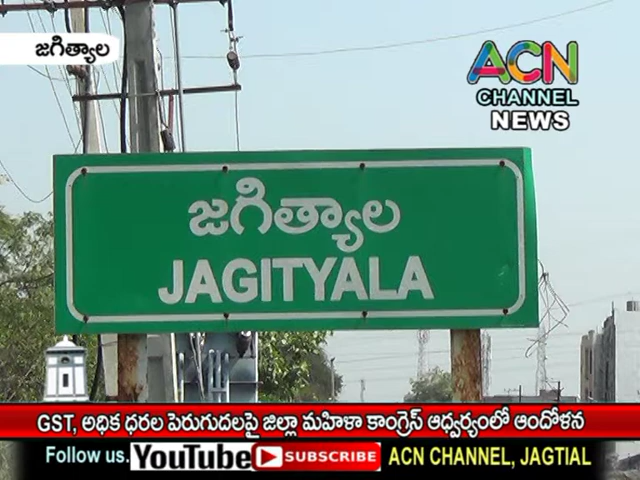 జగిత్యాల
ACN
CHANNEL
NEWS
జగిత్యాల
JAGITYALA
GST, అధిక ధరల పెరుగుదలపై జిల్లా మహిళా కాంగ్రెస్ ఆధ్వర్యంలో ఆందోళన
Follow us. YouTube SUBSCRIBE ACN CHANNEL, JAGTIAL